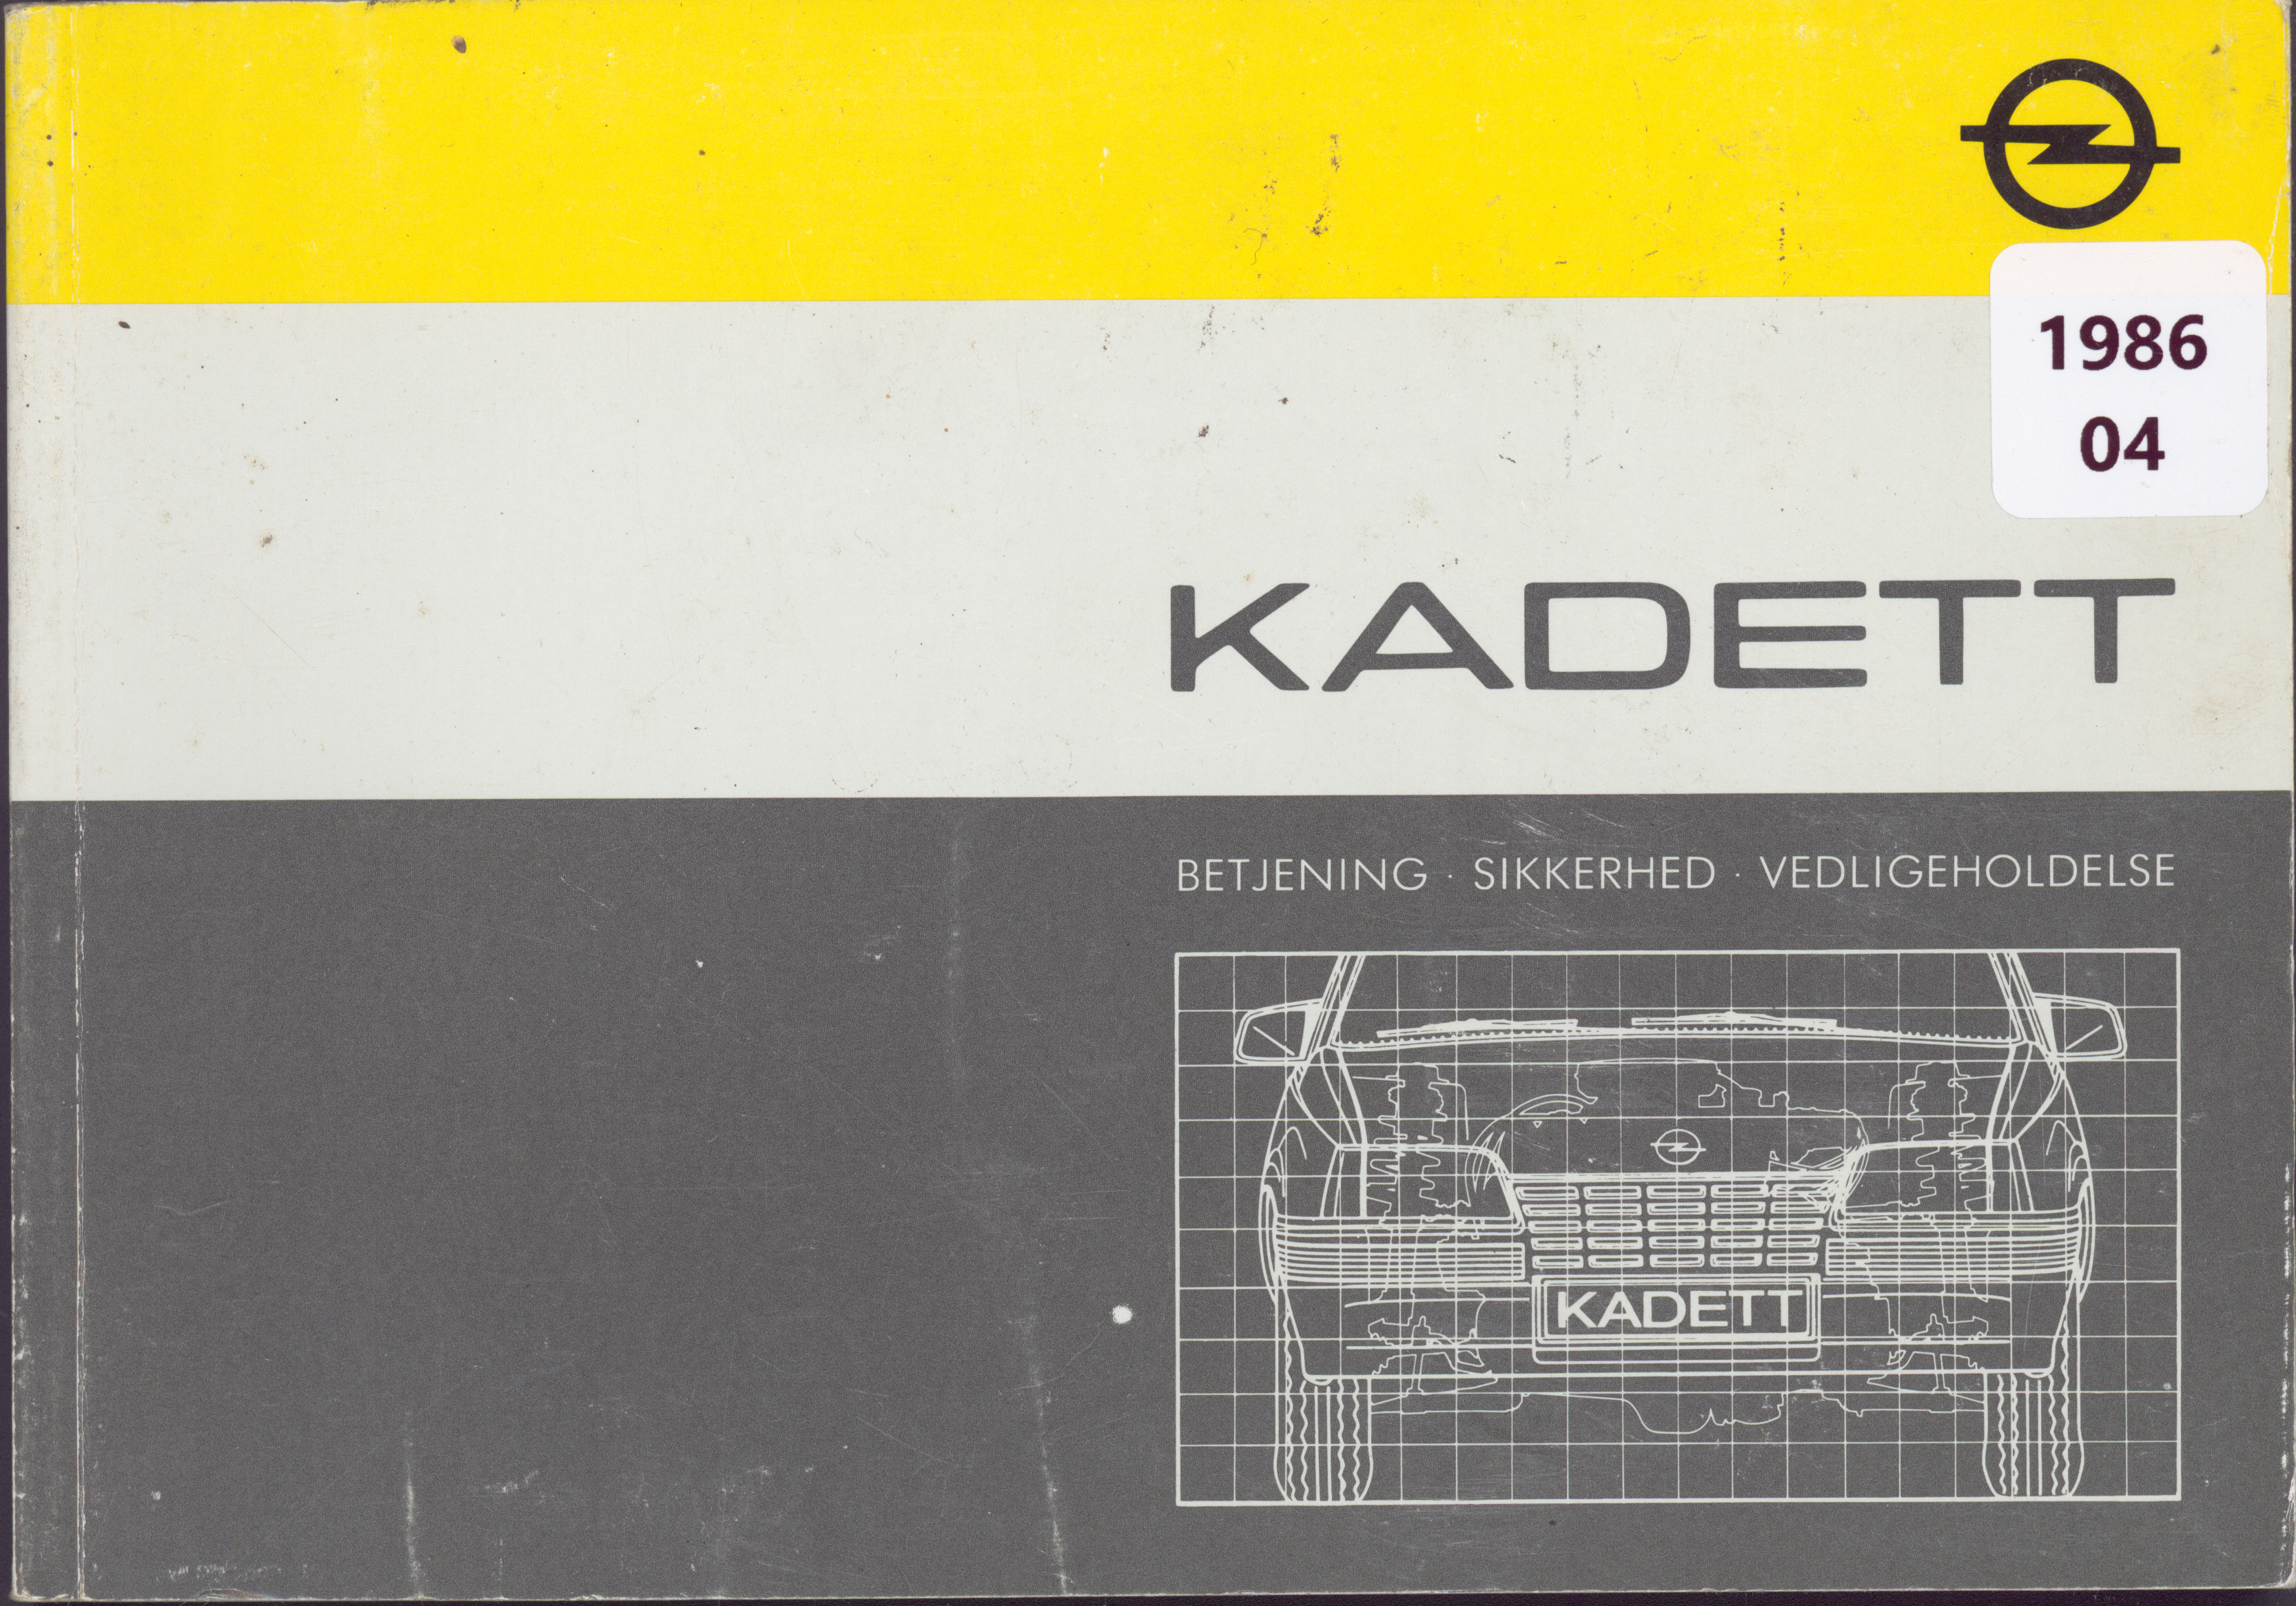 1986
04
KADETT
BETJENING · SIKKERHED · VEDLIGEHOLDELSE
KADETT